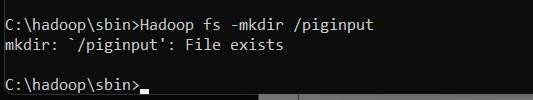 C:\hadoop\sbin>Hadoop fs -mkdir /piginput
mkdir: `/piginput': File exists
C:\hadoop\sbin>